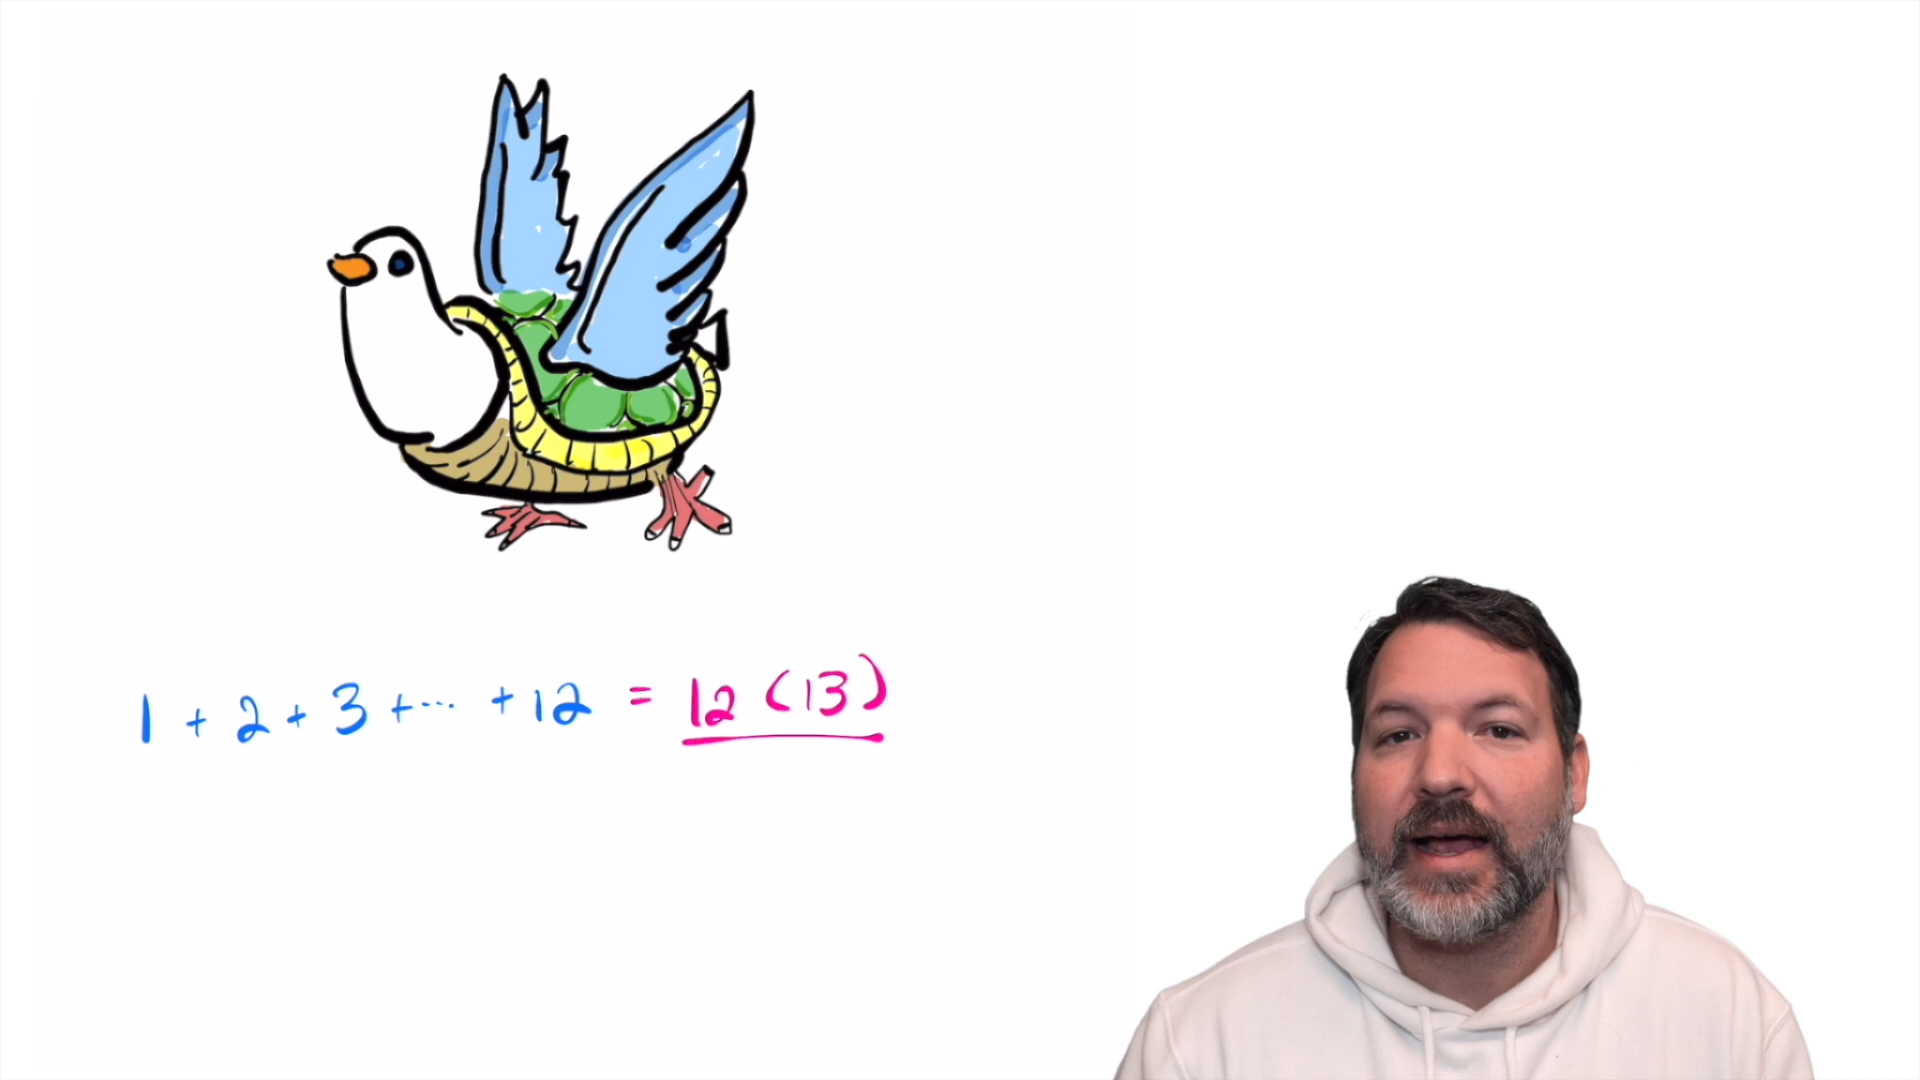 1 + 2 + 3 + ... + 12 = 12 (13)